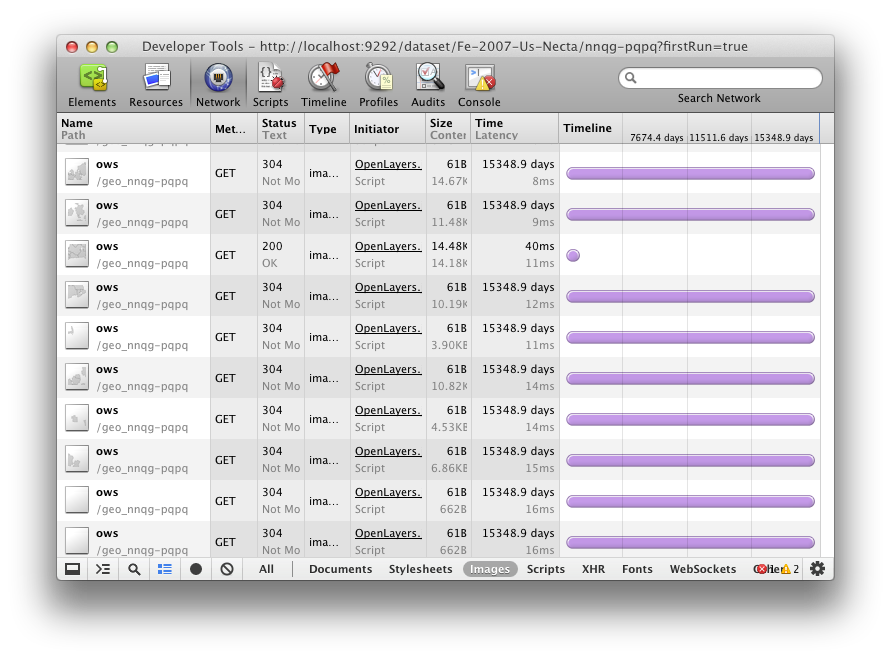 Developer Tools - http://localhost:9292/dataset/Fe-2007-Us-Necta/nnqg-pqpq?firstRun=true
Elements Resources Network Scripts Timeline Profiles Audits Console
Search Network
Name Path Met... Status Text Type Initiator Size Conter Time Latency Timeline 7674.4 days 11511.6 days 15348.9 days
ows 304 61B 15348.9 days
/geo_nnqg-pqpq GET Not Mo ima... OpenLayers. Script 14.67K 8ms
ows 304 61B 15348.9 days
/geo_nnqg-pqpq GET Not Mo ima... OpenLayers. Script 11.48K 9ms
ows 200 14.48K 40ms
/geo_nnqg-pqpq GET OK ima... OpenLayers. Script 14.18K 11ms
ows 304 61B 15348.9 days
/geo_nnqg-pqpq GET Not Mo ima... OpenLayers. Script 10.19K 12ms
ows 304 61B 15348.9 days
/geo_nnqg-pqpq GET Not Mo ima... OpenLayers. Script 3.90KB 11ms
ows 304 61B 15348.9 days
/geo_nnqg-pqpq GET Not Mo ima... OpenLayers. Script 10.82K 14ms
ows 304 61B 15348.9 days
/geo_nnqg-pqpq GET Not Mo ima... OpenLayers. Script 4.53KB 14ms
ows 304 61B 15348.9 days
/geo_nnqg-pqpq GET Not Mo ima... OpenLayers. Script 6.86KB 15ms
ows 304 61B 15348.9 days
/geo_nnqg-pqpq GET Not Mo ima... OpenLayers. Script 662B 16ms
ows 304 61B 15348.9 days
/geo_nnqg-pqpq GET Not Mo ima... OpenLayers. Script 662B 16ms
All Documents Stylesheets Images Scripts XHR Fonts WebSockets 2